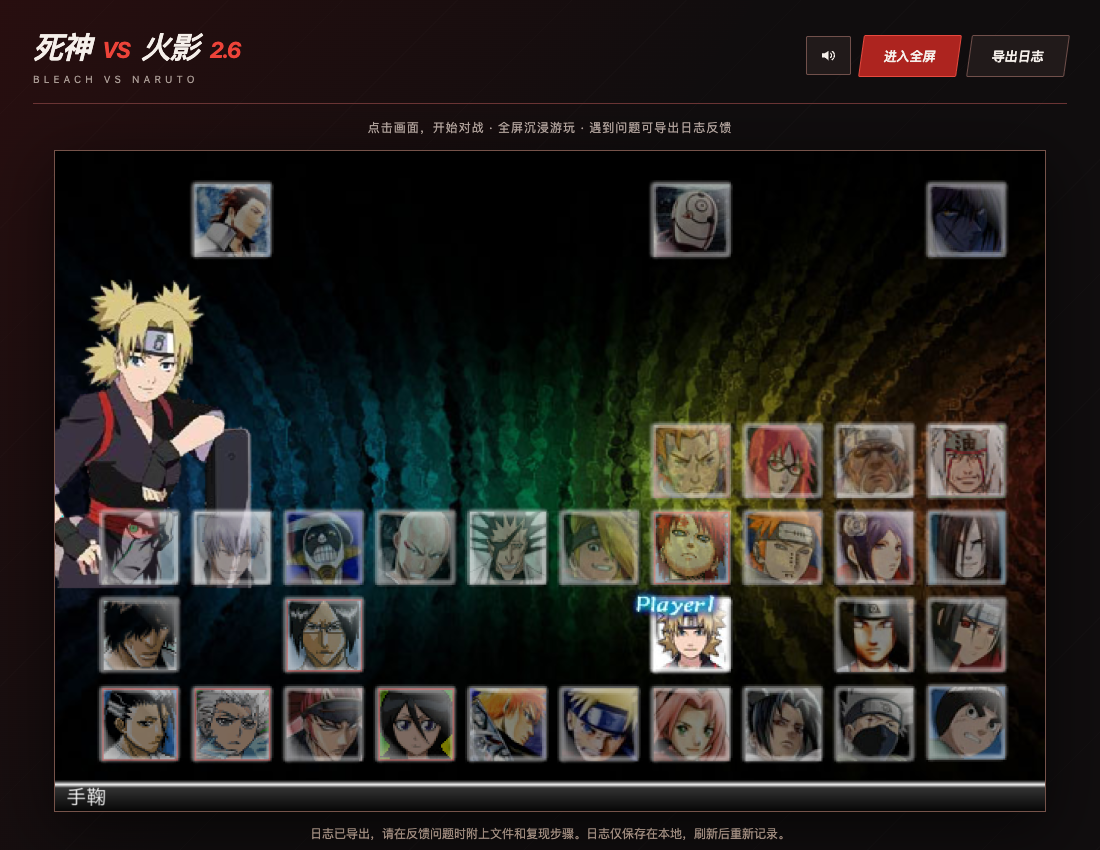 死神 VS 火影 2.6
BLEACH VS NARUTO
进入全屏
导出日志
点击画面，开始对战 · 全屏沉浸游玩 · 遇到问题可导出日志反馈
油
Player1
手鞠
日志已导出，请在反馈问题时附上文件和复现步骤。日志仅保存在本地，刷新后重新记录。